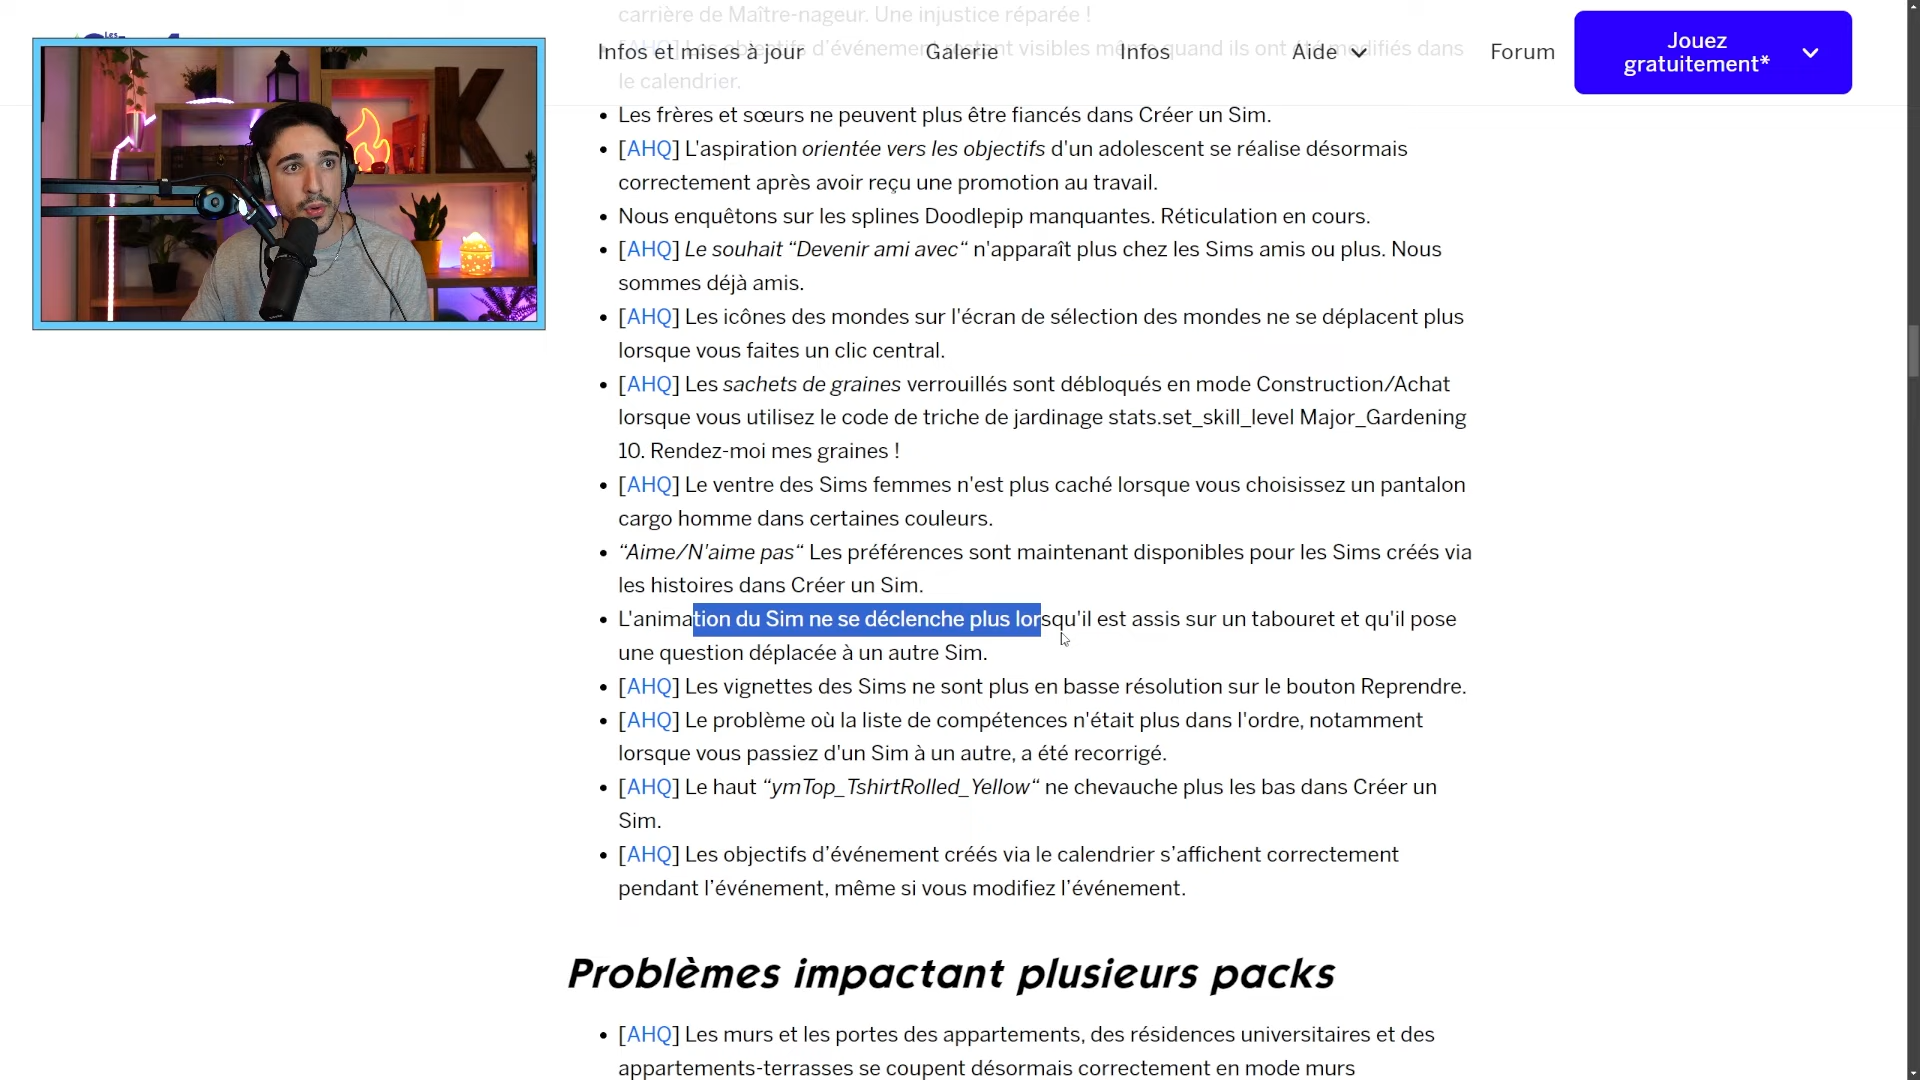 carrière de Maître-nageur. Une injustice réparée !
[AHQ] Les objectifs d'événement restent visibles même quand ils ont été modifiés dans
le calendrier.
Les
Infos et mises à jour
Galerie
Infos
Aide
Forum
Jouez
gratuitement*
K
Les frères et sœurs ne peuvent plus être fiancés dans Créer un Sim.
[AHQ] L'aspiration orientée vers les objectifs d'un adolescent se réalise désormais
correctement après avoir reçu une promotion au travail.
Nous enquêtons sur les splines Doodlepip manquantes. Réticulation en cours.
[AHQ] Le souhait “Devenir ami avec“ n'apparaît plus chez les Sims amis ou plus. Nous
sommes déjà amis.
[AHQ] Les icônes des mondes sur l'écran de sélection des mondes ne se déplacent plus
lorsque vous faites un clic central.
[AHQ] Les sachets de graines verrouillés sont débloqués en mode Construction/Achat
lorsque vous utilisez le code de triche de jardinage stats.set_skill_level Major_Gardening
10. Rendez-moi mes graines !
[AHQ] Le ventre des Sims femmes n'est plus caché lorsque vous choisissez un pantalon
cargo homme dans certaines couleurs.
“Aime/N'aime pas“ Les préférences sont maintenant disponibles pour les Sims créés via
les histoires dans Créer un Sim.
L'animation du Sim ne se déclenche plus lorsqu'il est assis sur un tabouret et qu'il pose
une question déplacée à un autre Sim.
[AHQ] Les vignettes des Sims ne sont plus en basse résolution sur le bouton Reprendre.
[AHQ] Le problème où la liste de compétences n'était plus dans l'ordre, notamment
lorsque vous passiez d'un Sim à un autre, a été recorrigé.
[AHQ] Le haut “ymTop_TshirtRolled_Yellow“ ne chevauche plus les bas dans Créer un
Sim.
[AHQ] Les objectifs d’événement créés via le calendrier s’affichent correctement
pendant l’événement, même si vous modifiez l’événement.
Problèmes impactant plusieurs packs
[AHQ] Les murs et les portes des appartements, des résidences universitaires et des
appartements-terrasses se coupent désormais correctement en mode murs